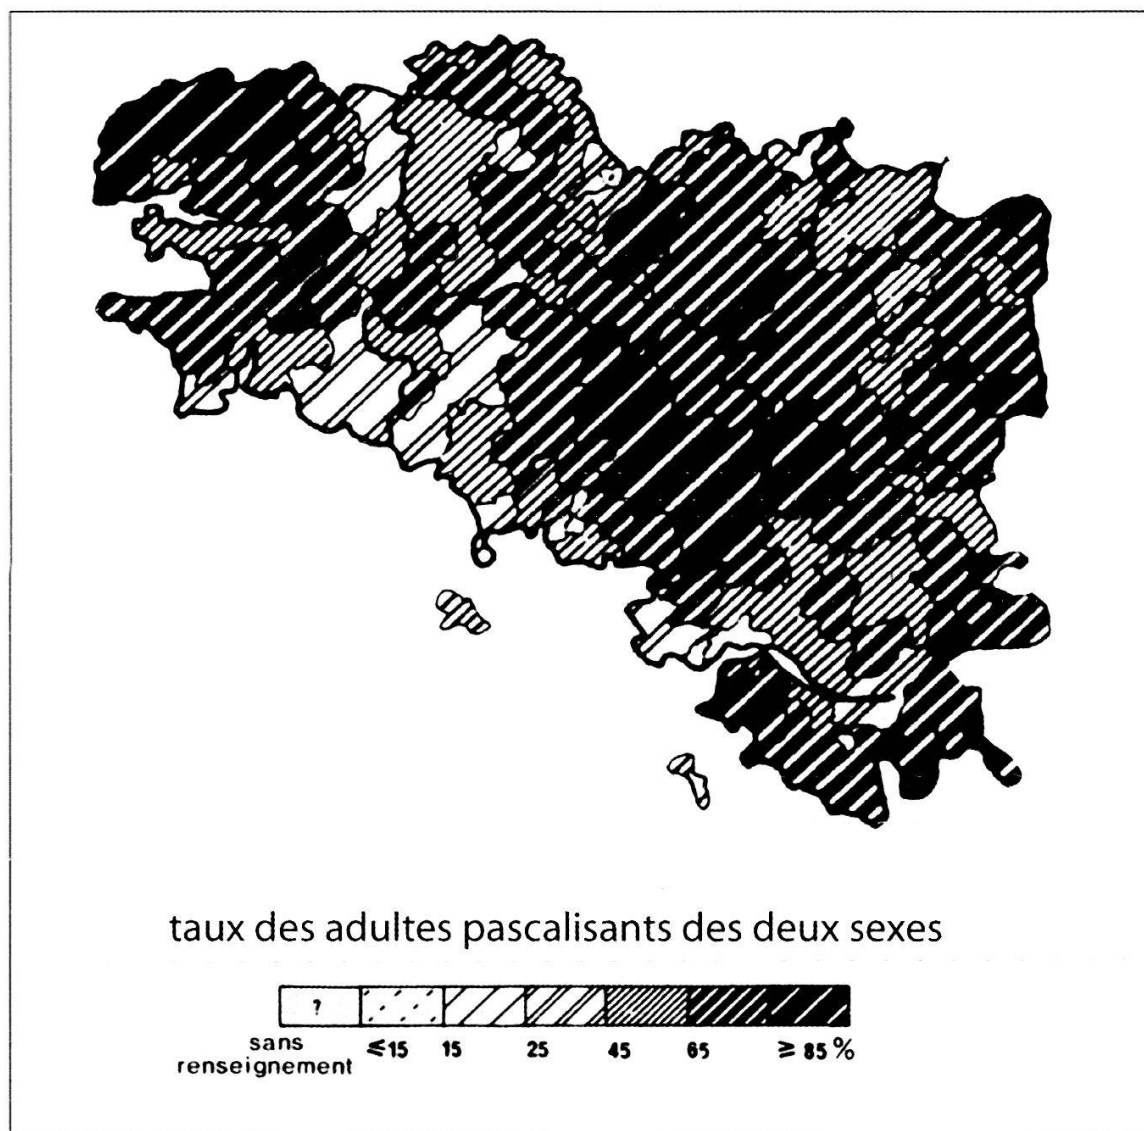 taux des adultes pascalisants des deux sexes
?
sans renseignement
≤15 15 25 45 65 ≥ 85 %